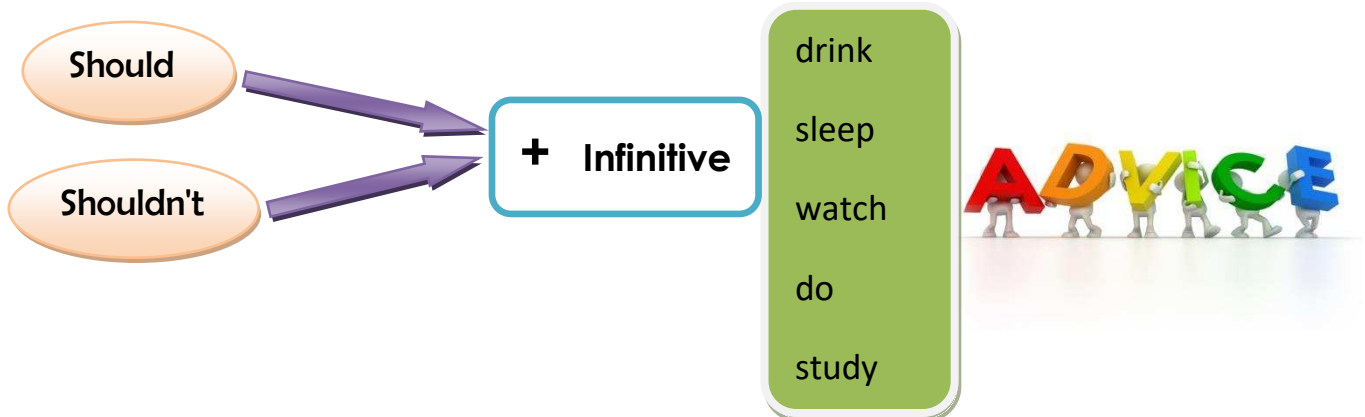 Should
Shouldn't
+ Infinitive
drink
sleep
watch
do
study
ADVICE